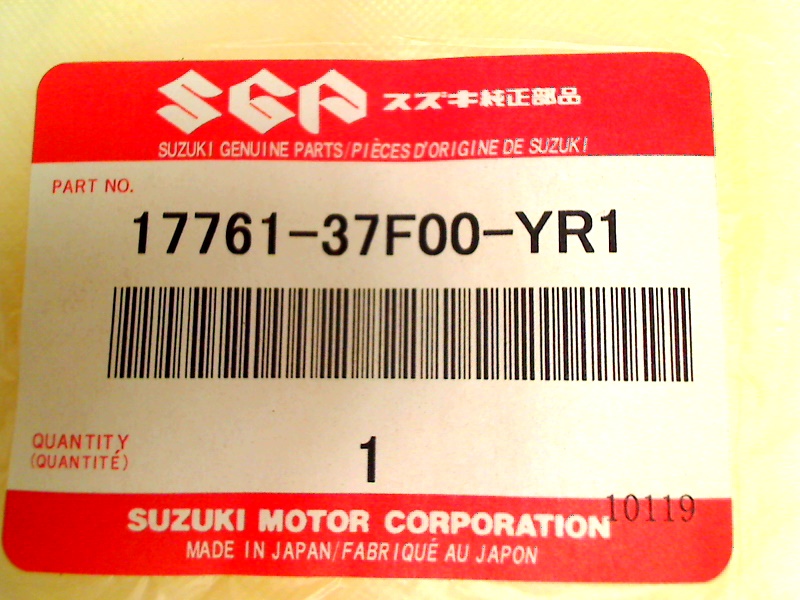 SGP スズキ純正部品
SUZUKI GENUINE PARTS/PIÈCES D'ORIGINE DE SUZUKI
PART NO.
17761-37F00-YR1
QUANTITY
(QUANTITÉ)
1
10119
SUZUKI MOTOR CORPORATION
MADE IN JAPAN/FABRIQUÉ AU JAPON